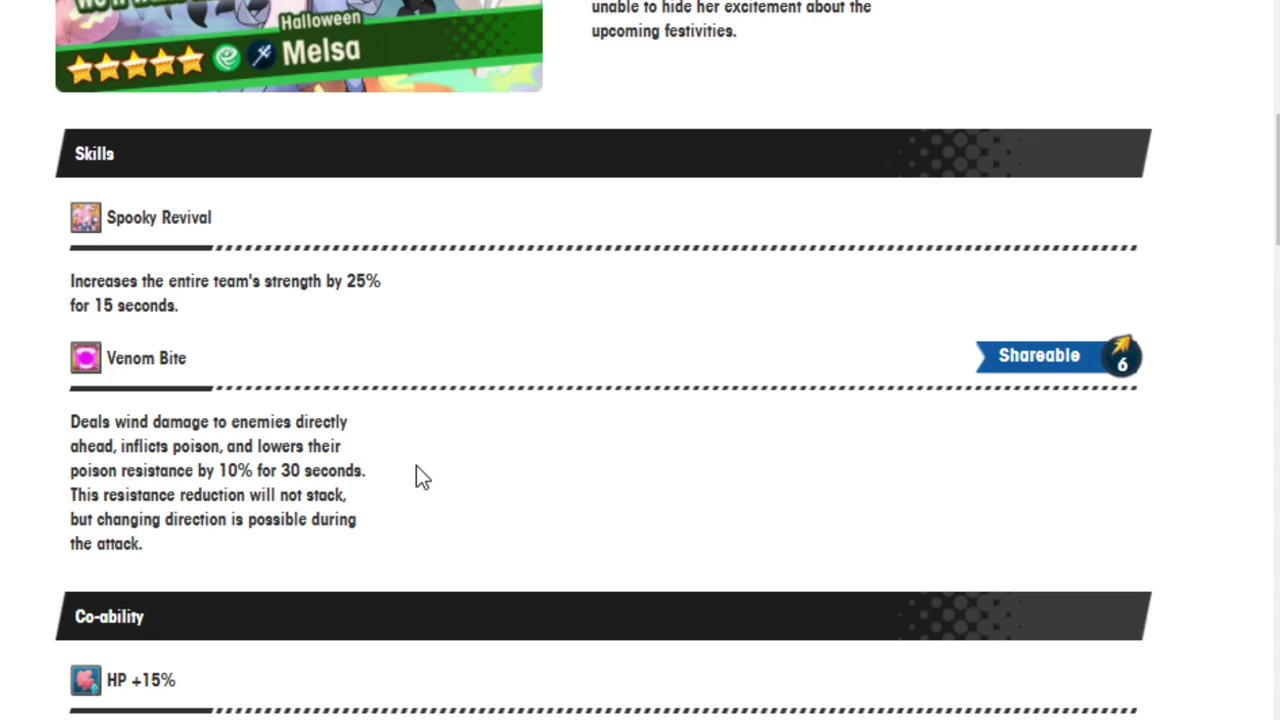 unable to hide her excitement about the
upcoming festivities.
Halloween
Melsa
Skills
Spooky Revival
Increases the entire team's strength by 25%
for 15 seconds.
Venom Bite
Shareable
6
Deals wind damage to enemies directly
ahead, inflicts poison, and lowers their
poison resistance by 10% for 30 seconds.
This resistance reduction will not stack,
but changing direction is possible during
the attack.
Co-ability
HP +15%